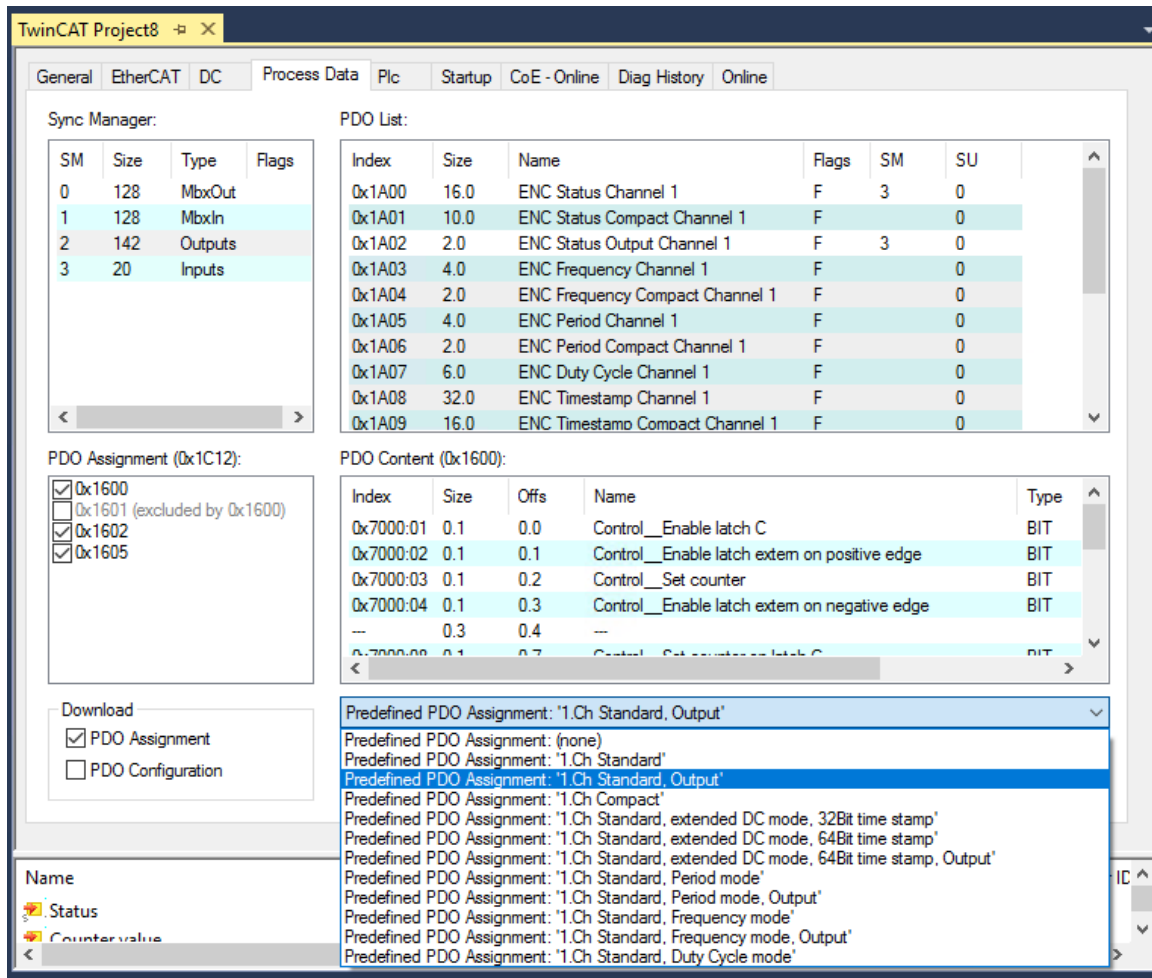 TwinCAT Project8
General EtherCAT DC Process Data Plc Startup CoE - Online Diag History Online
Sync Manager:
SM Size Type Flags
0 128 MbxOut
1 128 MbxIn
2 142 Outputs
3 20 Inputs
PDO List:
Index Size Name Flags SM SU
0x1A00 16.0 ENC Status Channel 1 F 3 0
0x1A01 10.0 ENC Status Compact Channel 1 F 0
0x1A02 2.0 ENC Status Output Channel 1 F 3 0
0x1A03 4.0 ENC Frequency Channel 1 F 0
0x1A04 2.0 ENC Frequency Compact Channel 1 F 0
0x1A05 4.0 ENC Period Channel 1 F 0
0x1A06 2.0 ENC Period Compact Channel 1 F 0
0x1A07 6.0 ENC Duty Cycle Channel 1 F 0
0x1A08 32.0 ENC Timestamp Channel 1 F 0
0x1A09 16.0 ENC Timestamp Compact Channel 1 F 0
PDO Assignment (0x1C12):
0x1600
0x1601 (excluded by 0x1600)
0x1602
0x1605
PDO Content (0x1600):
Index Size Offs Name Type
0x7000:01 0.1 0.0 Control__Enable latch C BIT
0x7000:02 0.1 0.1 Control__Enable latch extern on positive edge BIT
0x7000:03 0.1 0.2 Control__Set counter BIT
0x7000:04 0.1 0.3 Control__Enable latch extern on negative edge BIT
--- 0.3 0.4 ---
0x7000:08 0.1 0.7 Control__Set counter on latch C BIT
Download
PDO Assignment
PDO Configuration
Predefined PDO Assignment: '1.Ch Standard, Output'
Predefined PDO Assignment: (none)
Predefined PDO Assignment: '1.Ch Standard'
Predefined PDO Assignment: '1.Ch Standard, Output'
Predefined PDO Assignment: '1.Ch Compact'
Predefined PDO Assignment: '1.Ch Standard, extended DC mode, 32Bit time stamp'
Predefined PDO Assignment: '1.Ch Standard, extended DC mode, 64Bit time stamp'
Predefined PDO Assignment: '1.Ch Standard, extended DC mode, 64Bit time stamp, Output'
Predefined PDO Assignment: '1.Ch Standard, Period mode'
Predefined PDO Assignment: '1.Ch Standard, Period mode, Output'
Predefined PDO Assignment: '1.Ch Standard, Frequency mode'
Predefined PDO Assignment: '1.Ch Standard, Frequency mode, Output'
Predefined PDO Assignment: '1.Ch Standard, Duty Cycle mode'
Name ID
Status
Counter value